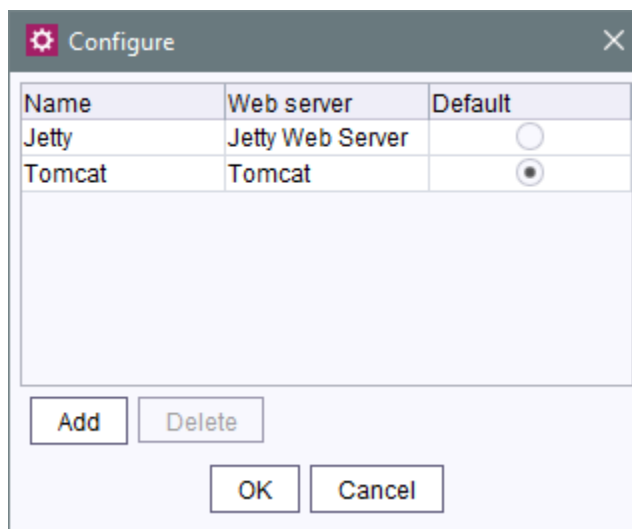 Configure
Name Web server Default
Jetty Jetty Web Server
Tomcat Tomcat
Add Delete
OK Cancel